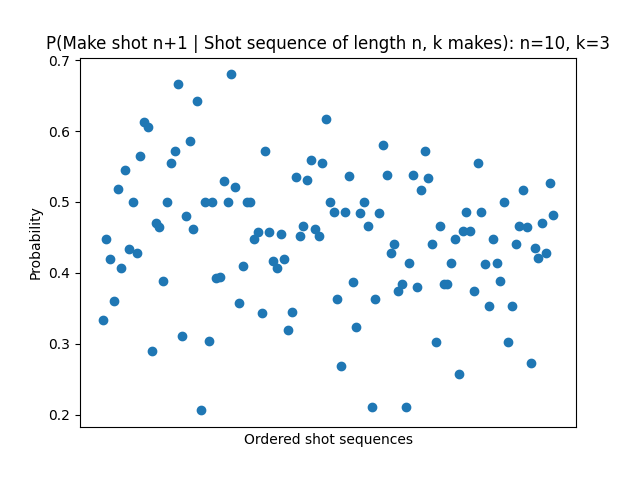 P(Make shot n+1 | Shot sequence of length n, k makes): n=10, k=3
0.7
0.6
0.5
0.4
0.3
0.2
Probability
Ordered shot sequences